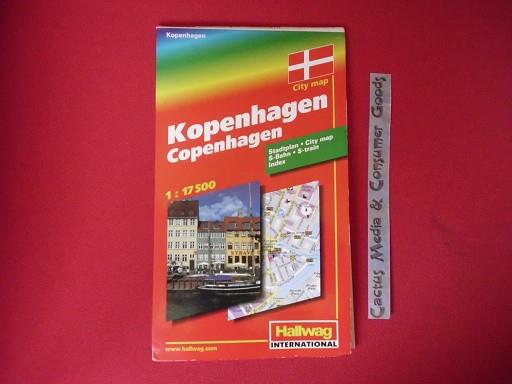 Kopenhagen
City map
Kopenhagen
Copenhagen
Stadtplan • City map
S-Bahn • S-train
Index
1 : 17 500
NYHAVN
Hallwag
INTERNATIONAL
www.hallwag.com
Cactus Media & Consumer Goods